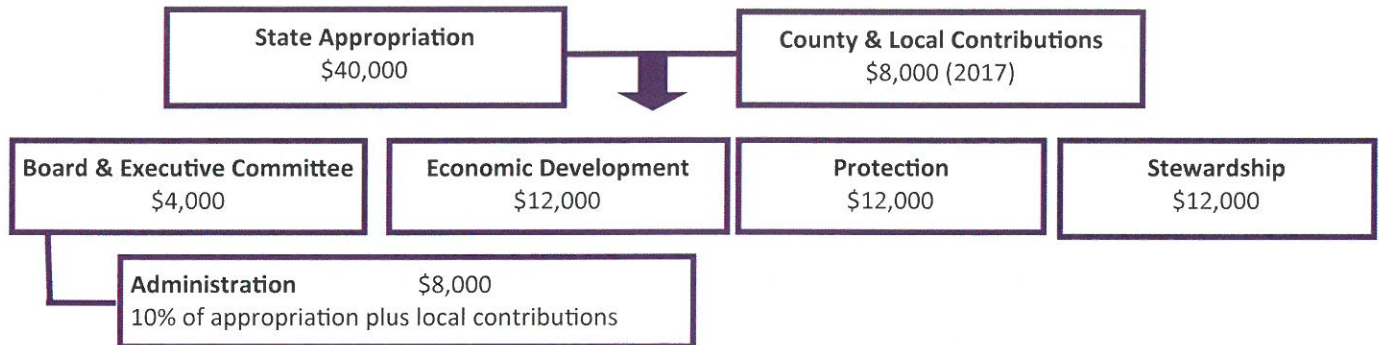 State Appropriation
$40,000
County & Local Contributions
$8,000 (2017)
Board & Executive Committee
$4,000
Economic Development
$12,000
Protection
$12,000
Stewardship
$12,000
Administration $8,000
10% of appropriation plus local contributions